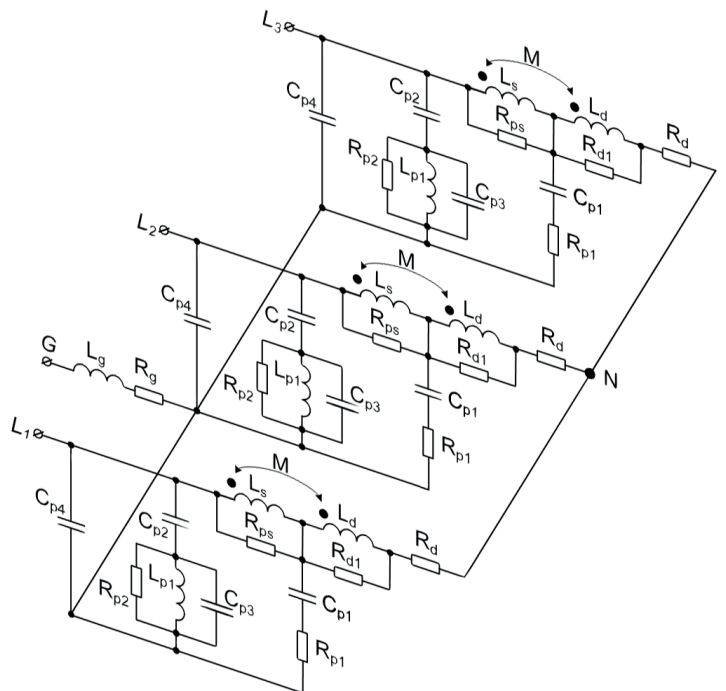 L3
M
Ls
Ld
Rd
Cp4
Cp2
Rps
Rd1
Rp2
Lp1
Cp3
Cp1
Rp1
L2
M
Ls
Ld
Rd
Cp4
Cp2
Rps
Rd1
N
G
Lg
Rg
Rp2
Lp1
Cp3
Cp1
Rp1
L1
M
Ls
Ld
Rd
Cp4
Cp2
Rps
Rd1
Rp2
Lp1
Cp3
Cp1
Rp1